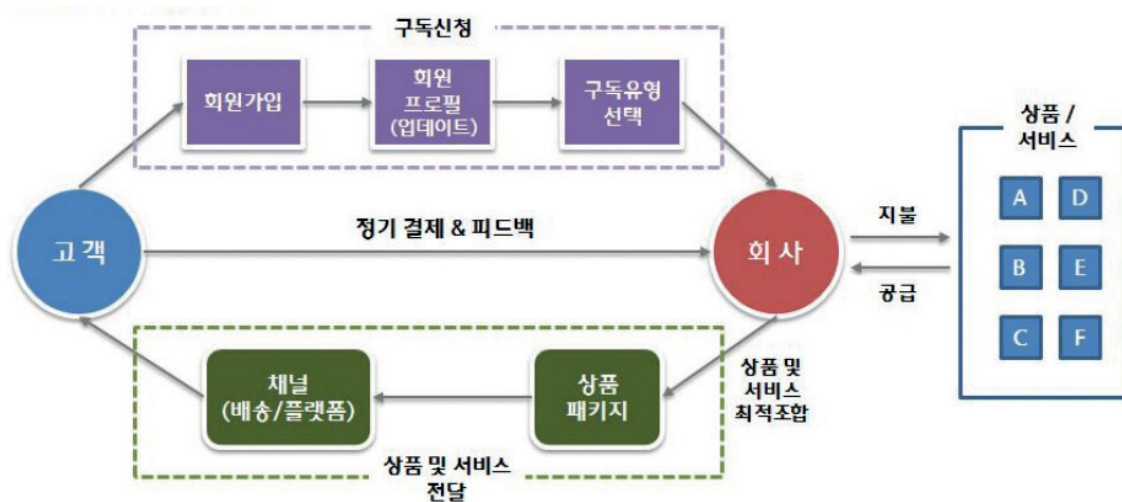 구독신청
회원가입
회원
프로필
(업데이트)
구독유형
선택
상품 /
서비스
A D
B E
C F
고객
정기 결제 & 피드백
회사
지불
공급
채널
(배송/플랫폼)
상품
패키지
상품 및
서비스
최적조합
상품 및 서비스
전달